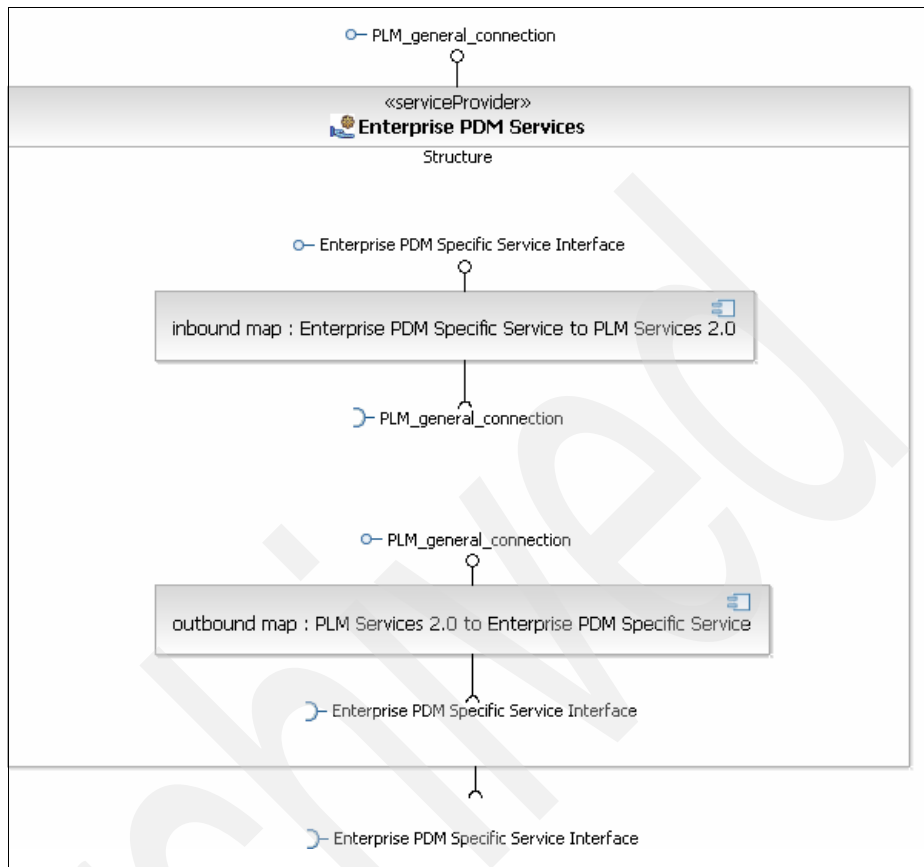 PLM_general_connection
«serviceProvider»
Enterprise PDM Services
Structure
Enterprise PDM Specific Service Interface
inbound map : Enterprise PDM Specific Service to PLM Services 2.0
PLM_general_connection
PLM_general_connection
outbound map : PLM Services 2.0 to Enterprise PDM Specific Service
Enterprise PDM Specific Service Interface
Enterprise PDM Specific Service Interface